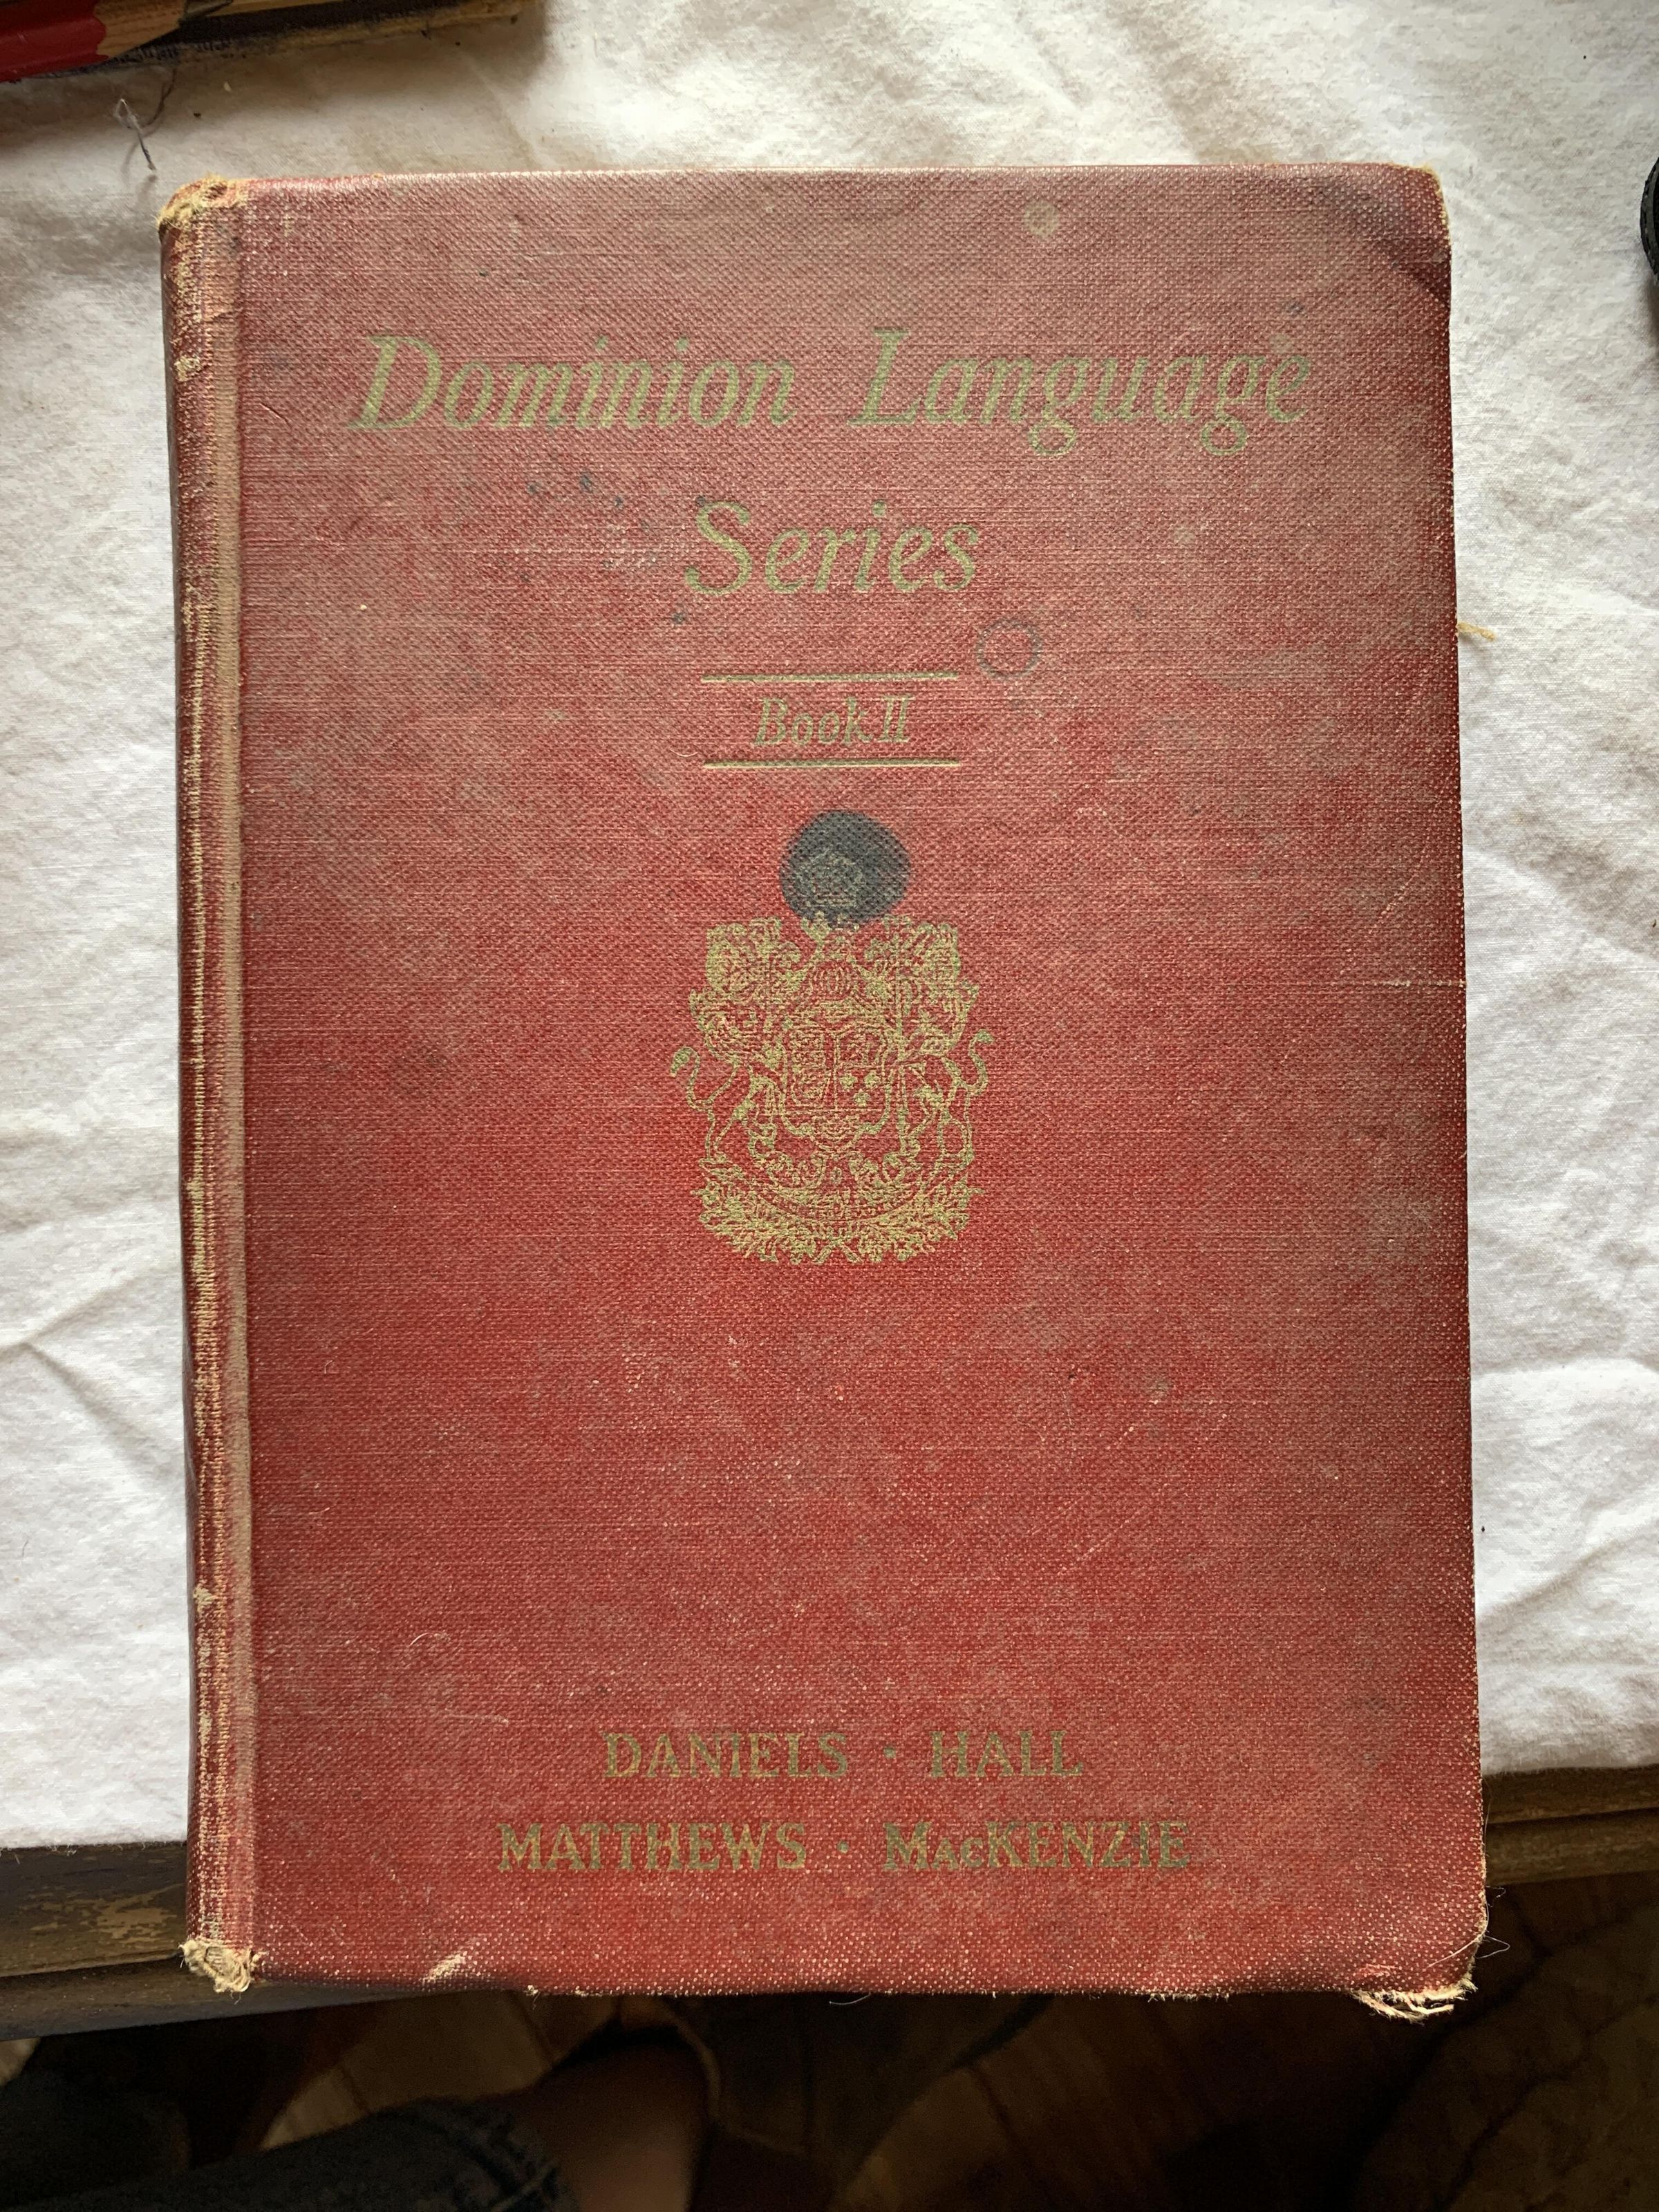 Dominion Language
Series
Book II
DANIELS · HALL
MATTHEWS · MacKENZIE